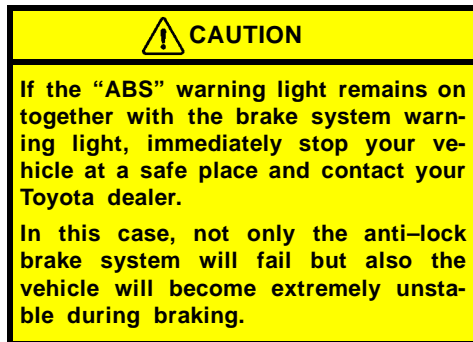 CAUTION
If the “ABS” warning light remains on
together with the brake system warn-
ing light, immediately stop your ve-
hicle at a safe place and contact your
Toyota dealer.
In this case, not only the anti–lock
brake system will fail but also the
vehicle will become extremely unsta-
ble during braking.